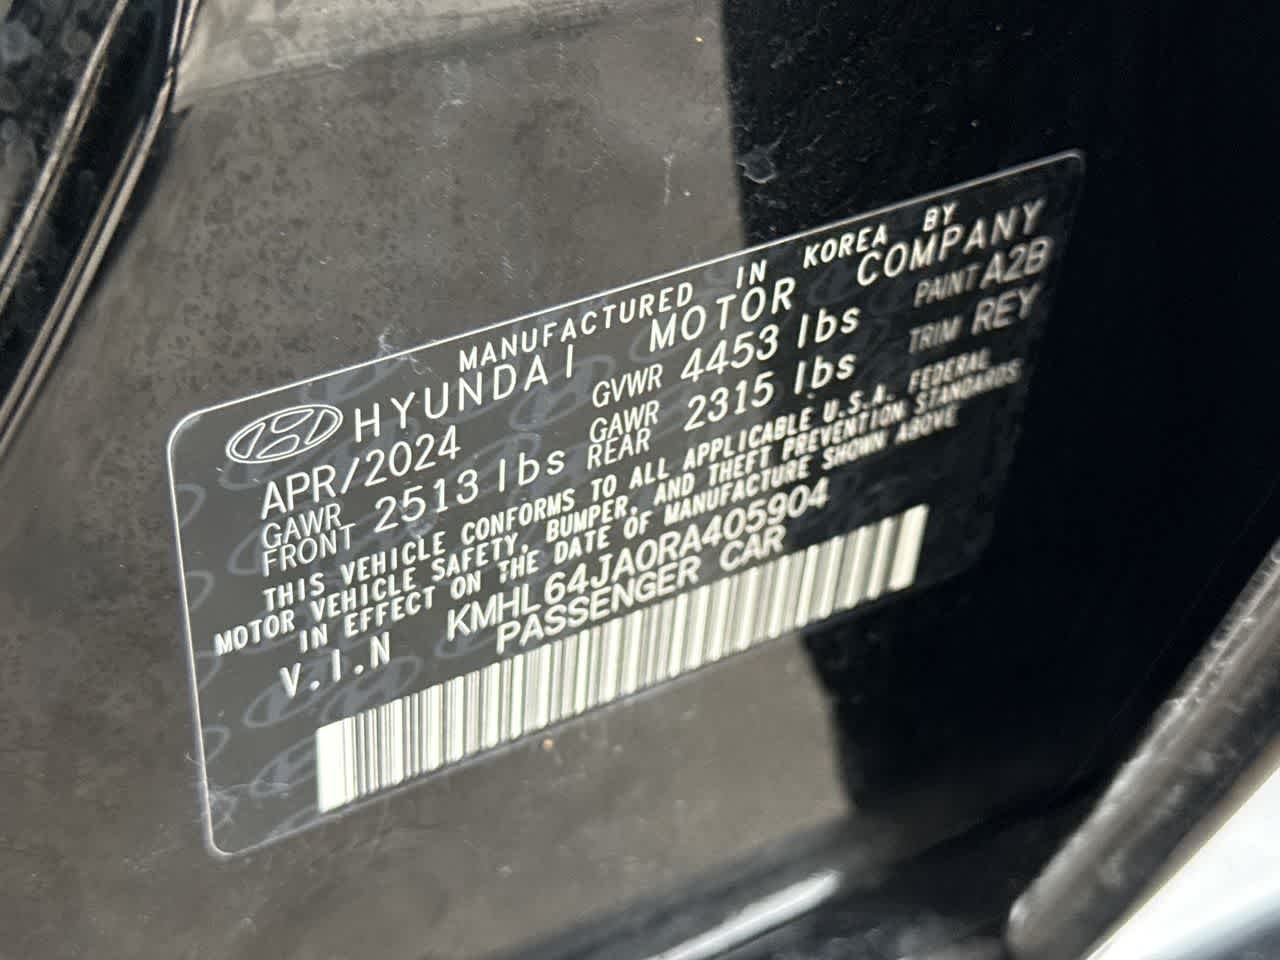 MANUFACTURED IN KOREA BY
HYUNDAI MOTOR COMPANY
APR/2024 GVWR 4453 lbs PAINT A2B
GAWR FRONT 2513 lbs GAWR REAR 2315 lbs TRIM REY
THIS VEHICLE CONFORMS TO ALL APPLICABLE U.S.A. FEDERAL
MOTOR VEHICLE SAFETY, BUMPER, AND THEFT PREVENTION STANDARDS
IN EFFECT ON THE DATE OF MANUFACTURE SHOWN ABOVE
V.I.N KMHL64JA0RA405904
PASSENGER CAR